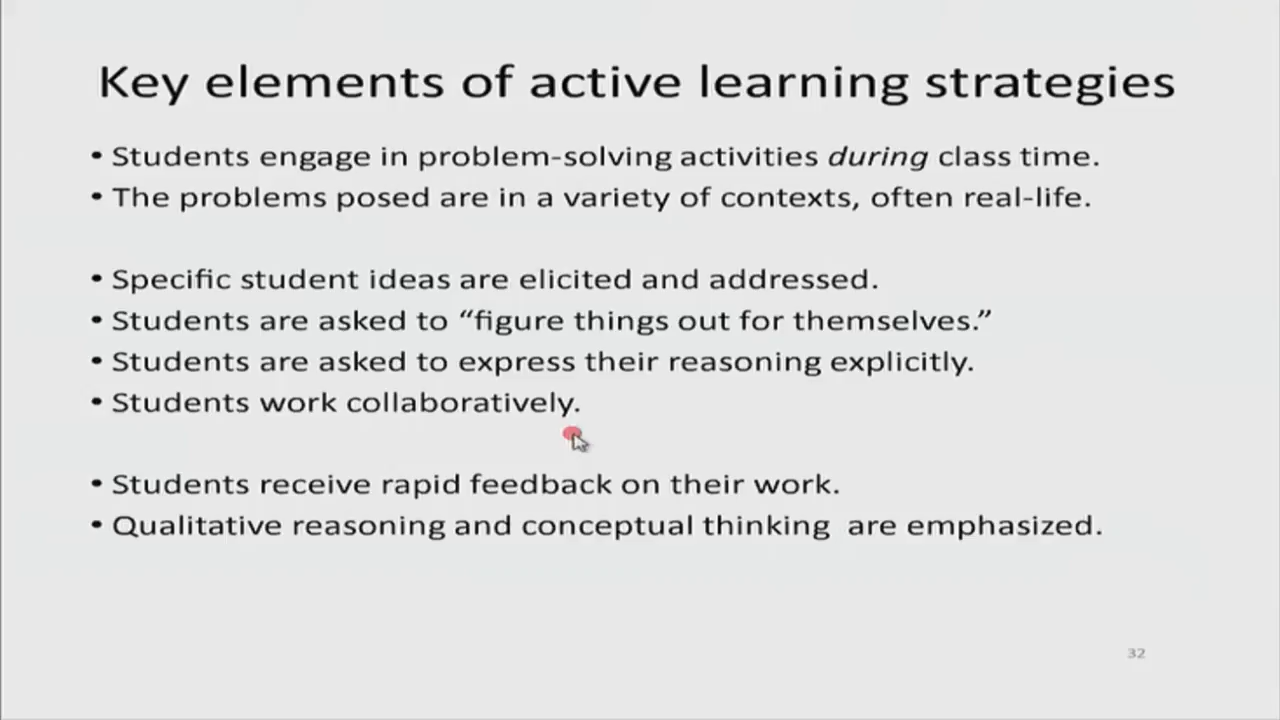 Key elements of active learning strategies
• Students engage in problem-solving activities during class time.
• The problems posed are in a variety of contexts, often real-life.
• Specific student ideas are elicited and addressed.
• Students are asked to “figure things out for themselves.”
• Students are asked to express their reasoning explicitly.
• Students work collaboratively.
• Students receive rapid feedback on their work.
• Qualitative reasoning and conceptual thinking  are emphasized.
32